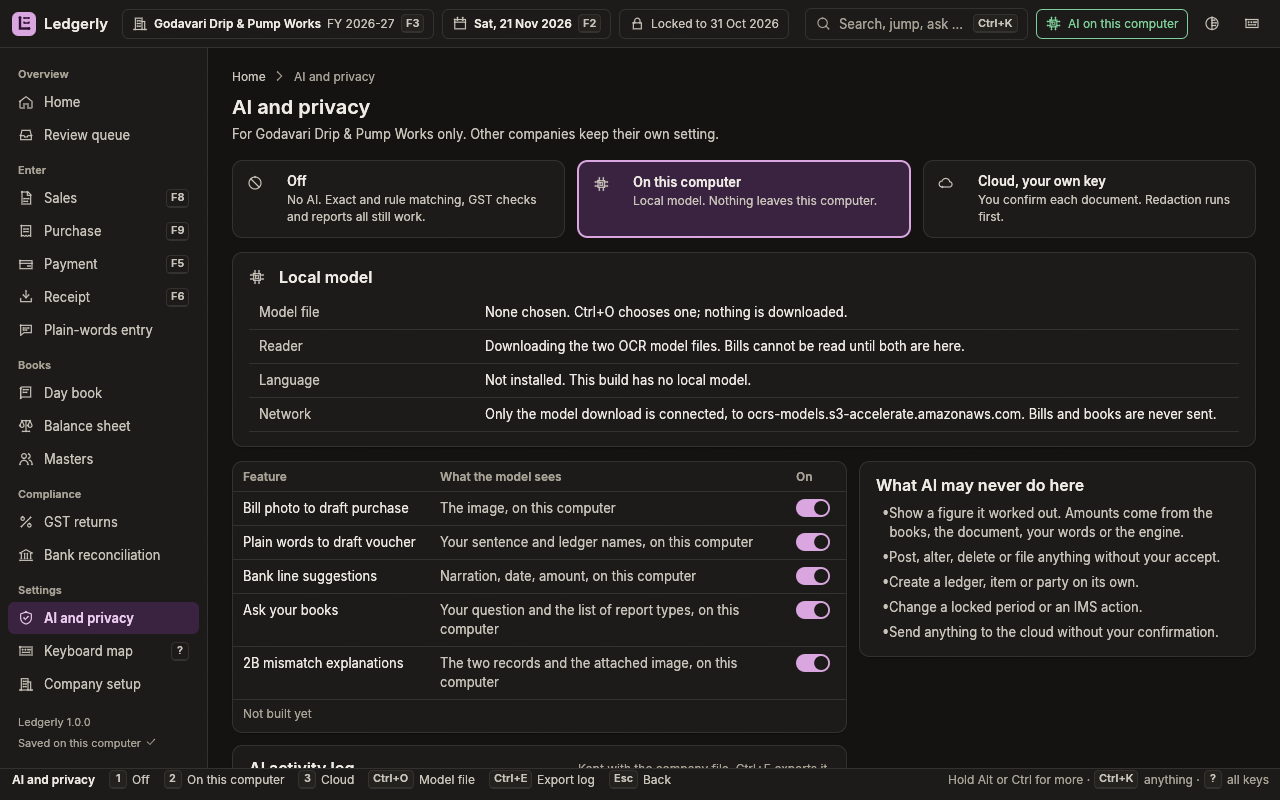 Ledgerly
Godavari Drip & Pump Works FY 2026-27 F3
Sat, 21 Nov 2026 F2
Locked to 31 Oct 2026
Search, jump, ask ... Ctrl+K
AI on this computer
Overview
Home
Review queue
Enter
Sales F8
Purchase F9
Payment F5
Receipt F6
Plain-words entry
Books
Day book
Balance sheet
Masters
Compliance
GST returns
Bank reconciliation
Settings
AI and privacy
Keyboard map ?
Company setup
Ledgerly 1.0.0
Saved on this computer
Home AI and privacy
AI and privacy
For Godavari Drip & Pump Works only. Other companies keep their own setting.
Off
No AI. Exact and rule matching, GST checks
and reports all still work.
On this computer
Local model. Nothing leaves this computer.
Cloud, your own key
You confirm each document. Redaction runs
first.
Local model
Model file None chosen. Ctrl+O chooses one; nothing is downloaded.
Reader Downloading the two OCR model files. Bills cannot be read until both are here.
Language Not installed. This build has no local model.
Network Only the model download is connected, to ocrs-models.s3-accelerate.amazonaws.com. Bills and books are never sent.
Feature What the model sees On
Bill photo to draft purchase The image, on this computer
Plain words to draft voucher Your sentence and ledger names, on this computer
Bank line suggestions Narration, date, amount, on this computer
Ask your books Your question and the list of report types, on this
computer
2B mismatch explanations The two records and the attached image, on this
computer
Not built yet
What AI may never do here
•Show a figure it worked out. Amounts come from the
books, the document, your words or the engine.
•Post, alter, delete or file anything without your accept.
•Create a ledger, item or party on its own.
•Change a locked period or an IMS action.
•Send anything to the cloud without your confirmation.
AI activity log Kept with the company file. Ctrl+E exports it.
AI and privacy 1 Off 2 On this computer 3 Cloud Ctrl+O Model file Ctrl+E Export log Esc Back
Hold Alt or Ctrl for more · Ctrl+K anything · ? all keys